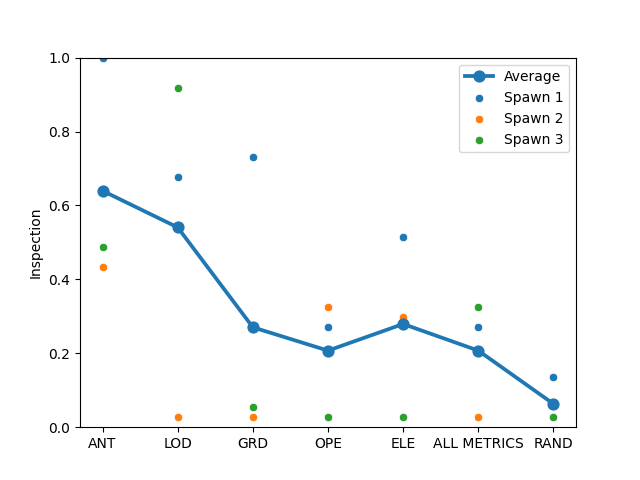 1.0
0.8
0.6
0.4
0.2
0.0
Inspection
Average
Spawn 1
Spawn 2
Spawn 3
ANT LOD GRD OPE ELE ALL METRICS RAND